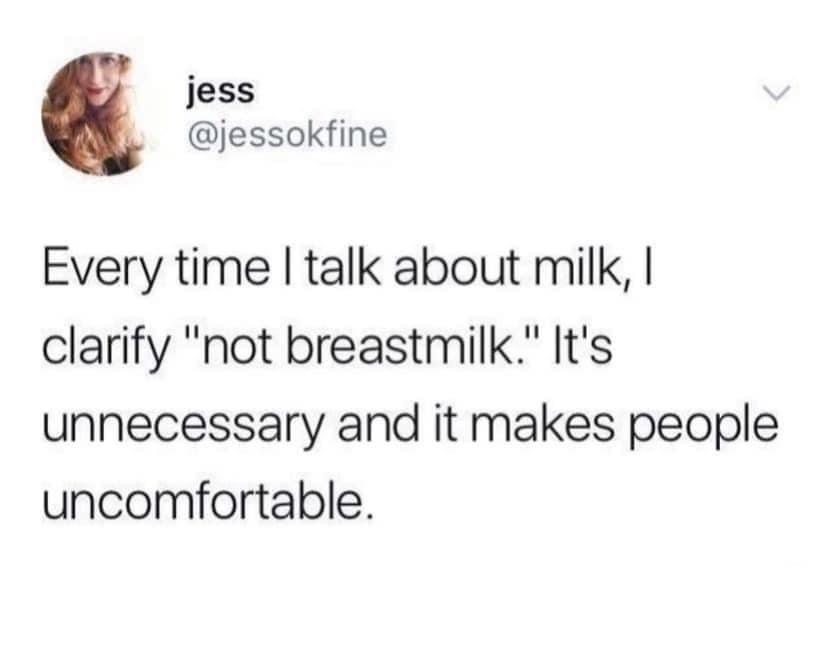 jess
@jessokfine
Every time I talk about milk, I
clarify "not breastmilk." It's
unnecessary and it makes people
uncomfortable.